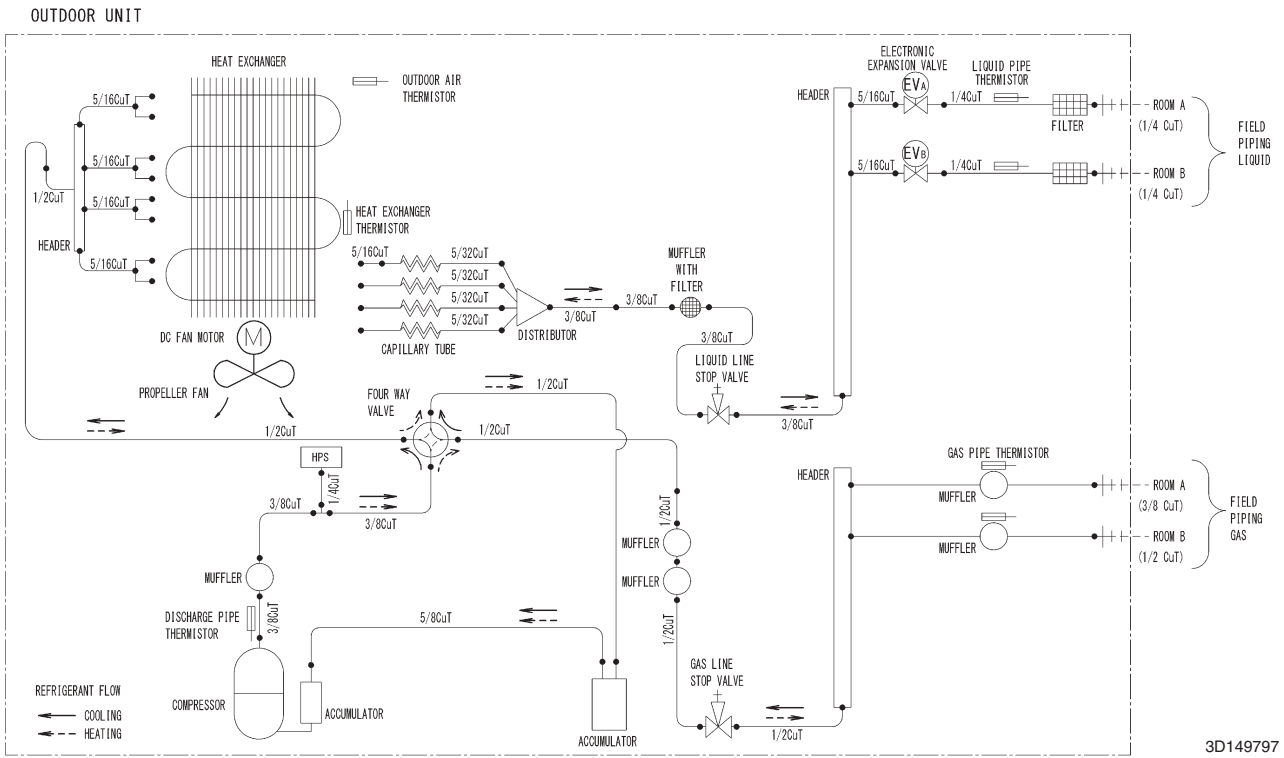 OUTDOOR UNIT
HEAT EXCHANGER
OUTDOOR AIR
THERMISTOR
5/16CuT
5/16CuT
5/16CuT
5/16CuT
1/2CuT
HEADER
HEAT EXCHANGER
THERMISTOR
DC FAN MOTOR
M
PROPELLER FAN
5/16CuT
5/32CuT
5/32CuT
5/32CuT
5/32CuT
CAPILLARY TUBE
DISTRIBUTOR
3/8CuT
3/8CuT
MUFFLER
WITH
FILTER
3/8CuT
LIQUID LINE
STOP VALVE
3/8CuT
HEADER
ELECTRONIC
EXPANSION VALVE
EVA
5/16CuT
1/4CuT
LIQUID PIPE
THERMISTOR
FILTER
ROOM A
(1/4 CuT)
EVB
5/16CuT
1/4CuT
ROOM B
(1/4 CuT)
FIELD
PIPING
LIQUID
FOUR WAY
VALVE
1/2CuT
1/2CuT
1/2CuT
HPS
1/4CuT
3/8CuT
3/8CuT
MUFFLER
DISCHARGE PIPE
THERMISTOR
3/8CuT
COMPRESSOR
ACCUMULATOR
5/8CuT
ACCUMULATOR
1/2CuT
MUFFLER
MUFFLER
1/2CuT
GAS LINE
STOP VALVE
1/2CuT
HEADER
GAS PIPE THERMISTOR
MUFFLER
ROOM A
(3/8 CuT)
MUFFLER
ROOM B
(1/2 CuT)
FIELD
PIPING
GAS
REFRIGERANT FLOW
COOLING
HEATING
3D149797